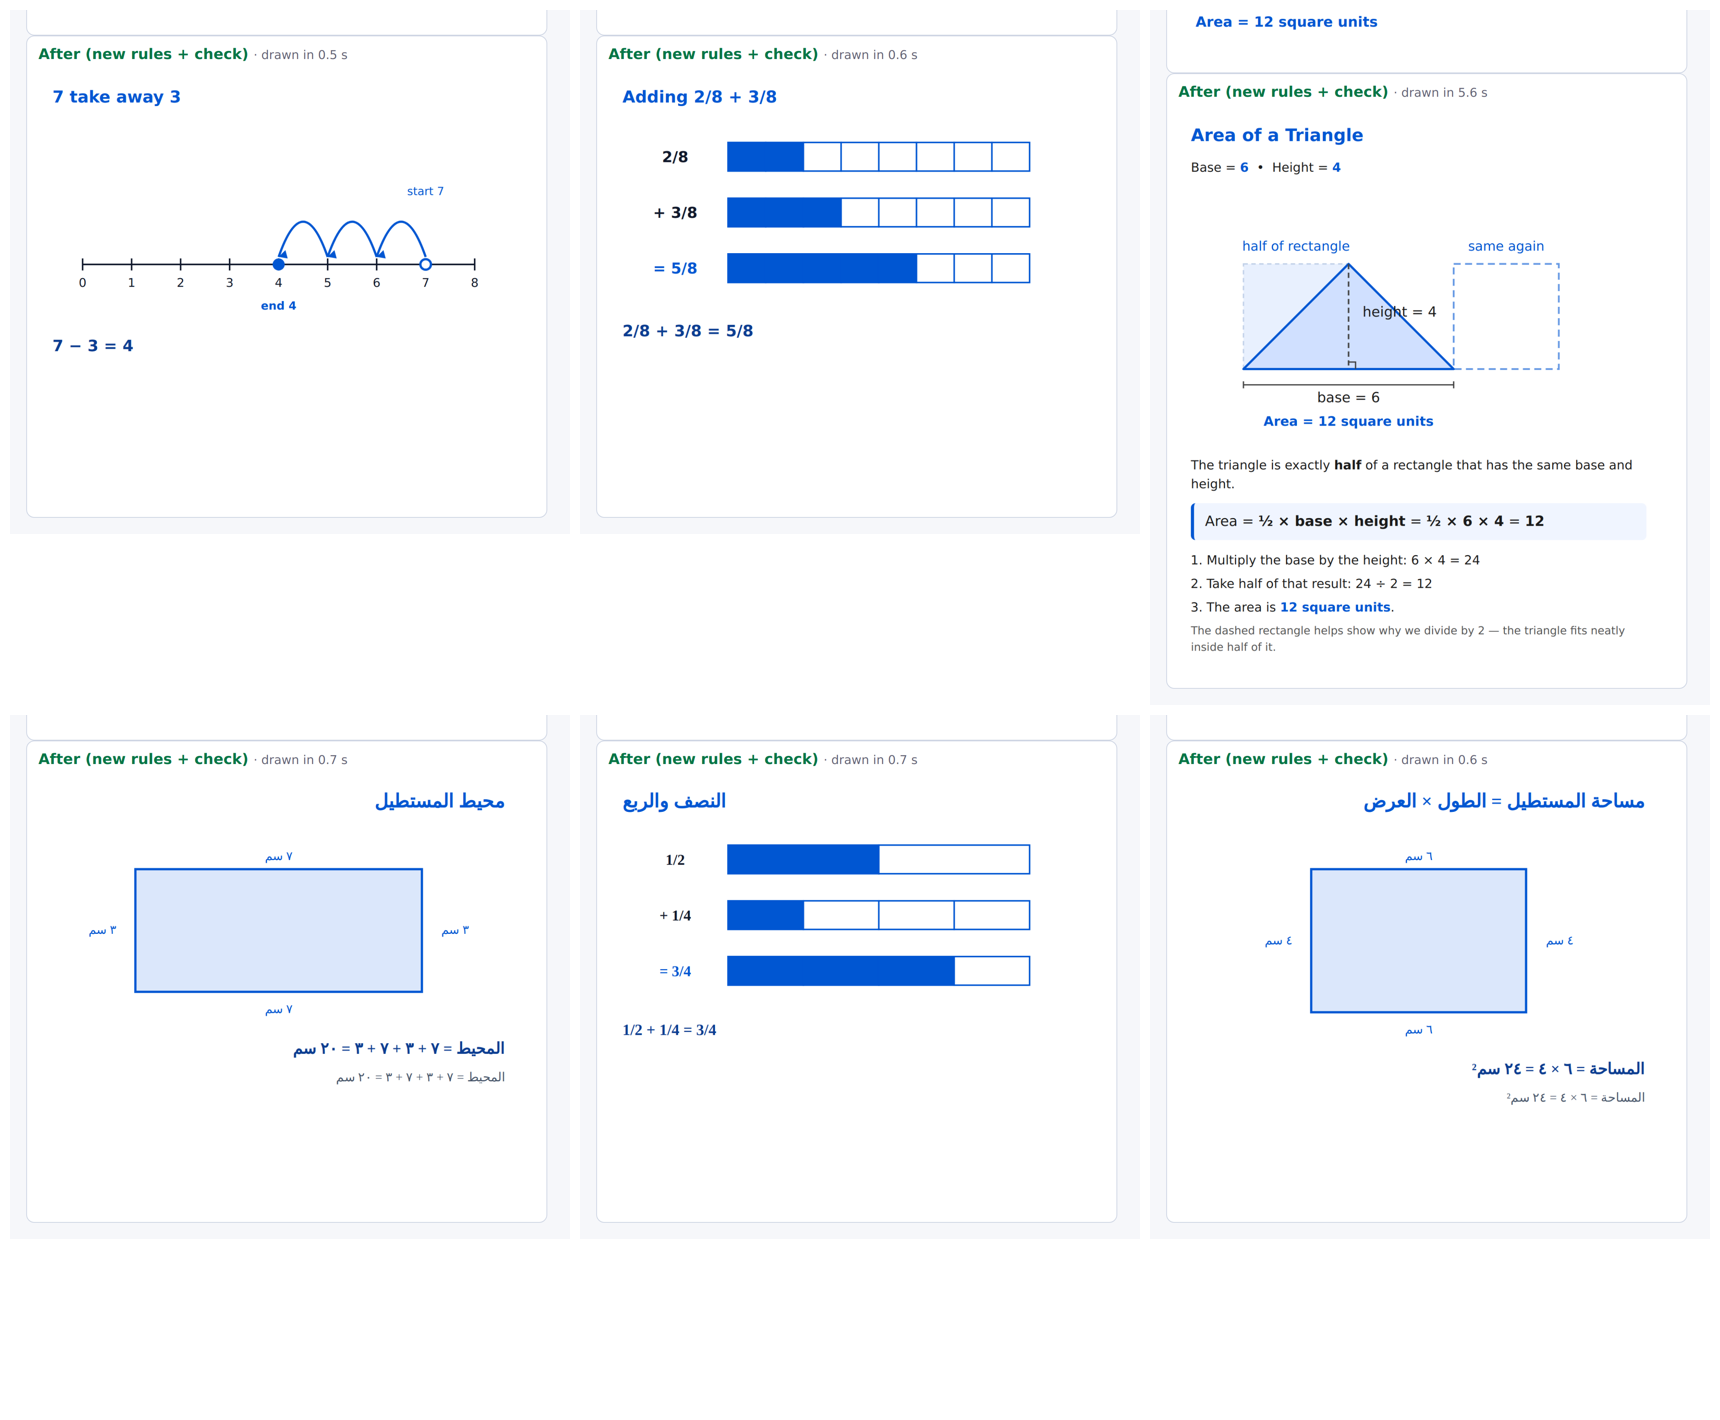 After (new rules + check) · drawn in 0.5 s
7 take away 3
start 7
0 1 2 3 4 5 6 7 8
end 4
7 − 3 = 4
After (new rules + check) · drawn in 0.6 s
Adding 2/8 + 3/8
2/8
+ 3/8
= 5/8
2/8 + 3/8 = 5/8
Area = 12 square units
After (new rules + check) · drawn in 5.6 s
Area of a Triangle
Base = 6 • Height = 4
half of rectangle
same again
height = 4
base = 6
Area = 12 square units
The triangle is exactly half of a rectangle that has the same base and
height.
Area = ½ × base × height = ½ × 6 × 4 = 12
1. Multiply the base by the height: 6 × 4 = 24
2. Take half of that result: 24 ÷ 2 = 12
3. The area is 12 square units.
The dashed rectangle helps show why we divide by 2 — the triangle fits neatly
inside half of it.
After (new rules + check) · drawn in 0.7 s
محيط المستطيل
٧ سم
٣ سم
٣ سم
٧ سم
المحيط = ٧ + ٣ + ٧ + ٣ = ٢٠ سم
المحيط = ٧ + ٣ + ٧ + ٣ = ٢٠ سم
After (new rules + check) · drawn in 0.7 s
النصف والربع
1/2
+ 1/4
= 3/4
1/2 + 1/4 = 3/4
After (new rules + check) · drawn in 0.6 s
مساحة المستطيل = الطول × العرض
٦ سم
٤ سم
٤ سم
٦ سم
المساحة = ٦ × ٤ = ٢٤ سم²
المساحة = ٦ × ٤ = ٢٤ سم²